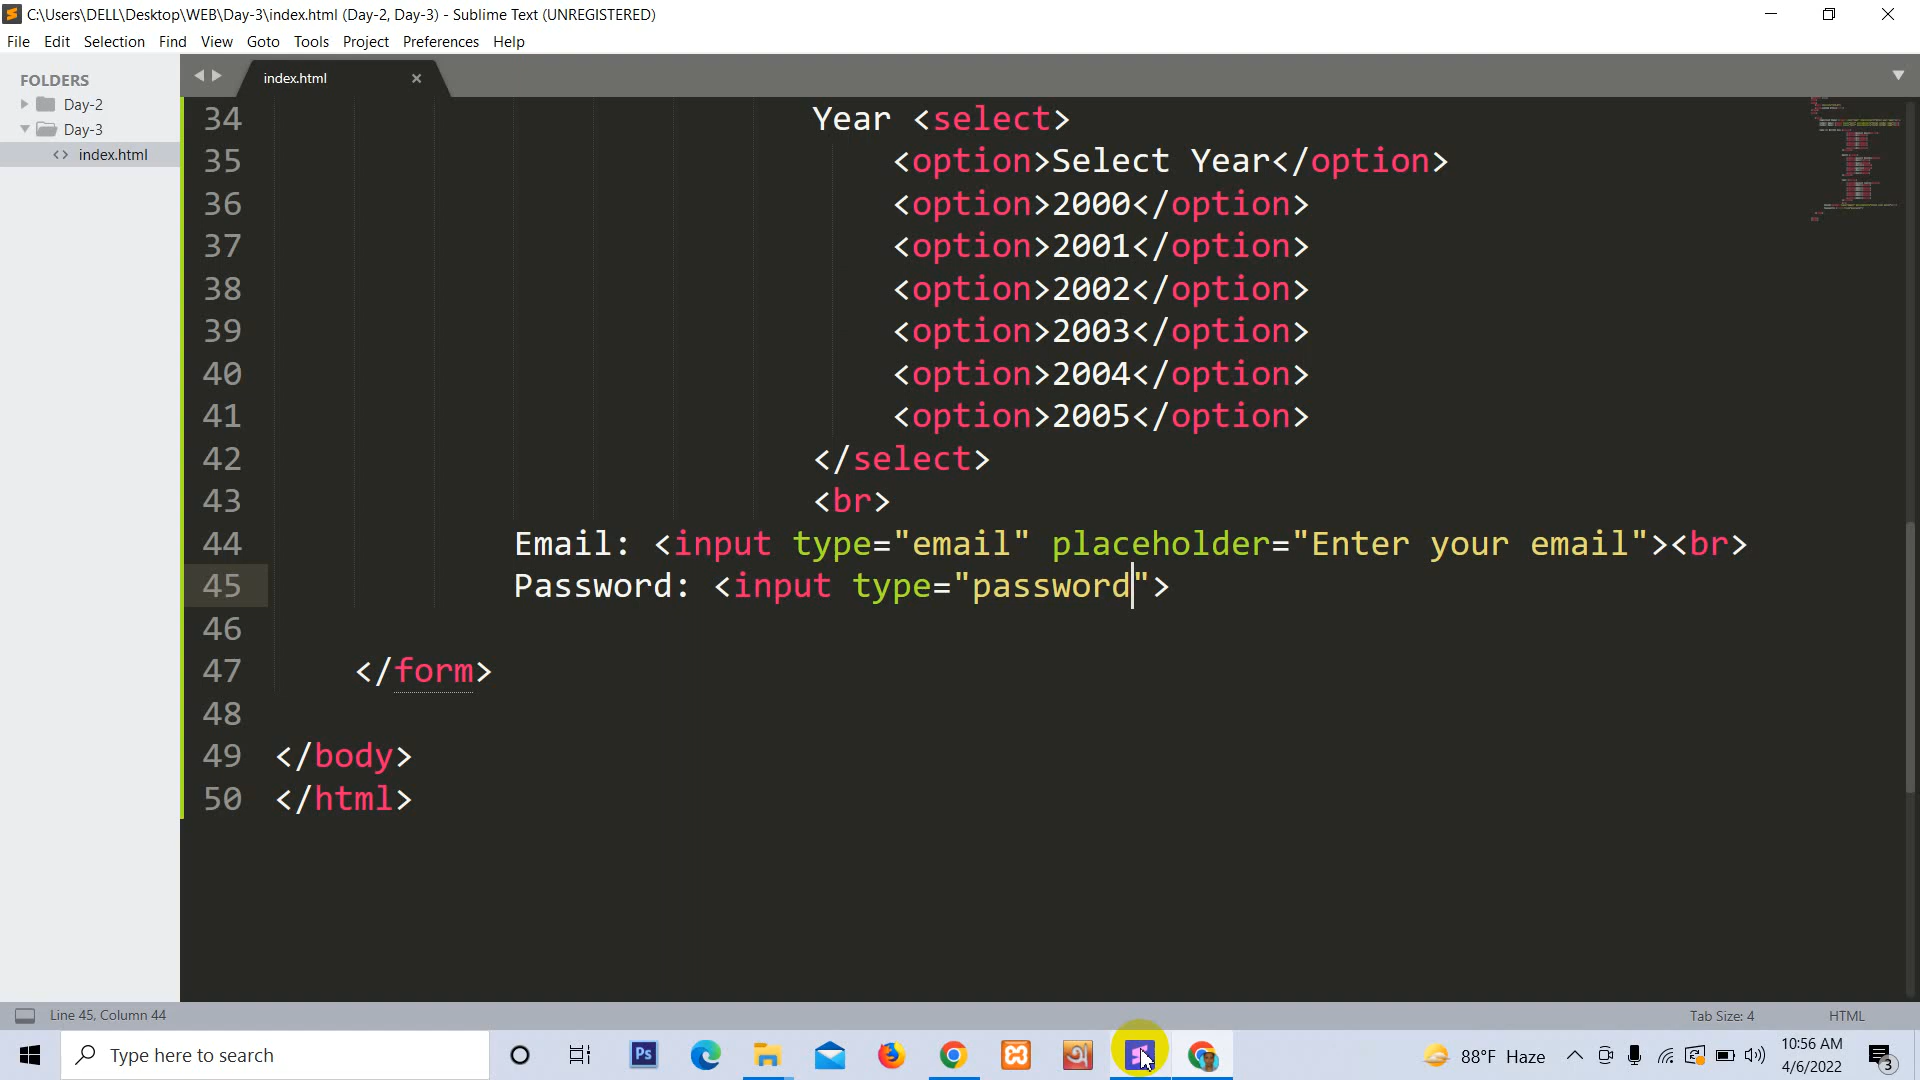 C:\Users\DELL\Desktop\WEB\Day-3\index.html (Day-2, Day-3) - Sublime Text (UNREGISTERED)
File Edit Selection Find View Goto Tools Project Preferences Help
FOLDERS
Day-2
Day-3
index.html
index.html
34 Year <select>
35 <option>Select Year</option>
36 <option>2000</option>
37 <option>2001</option>
38 <option>2002</option>
39 <option>2003</option>
40 <option>2004</option>
41 <option>2005</option>
42 </select>
43 <br>
44 Email: <input type="email" placeholder="Enter your email"><br>
45 Password: <input type="password">
46
47 </form>
48
49 </body>
50 </html>
Line 45, Column 44
Tab Size: 4
HTML
Type here to search
Ps
88°F Haze
10:56 AM
4/6/2022
3